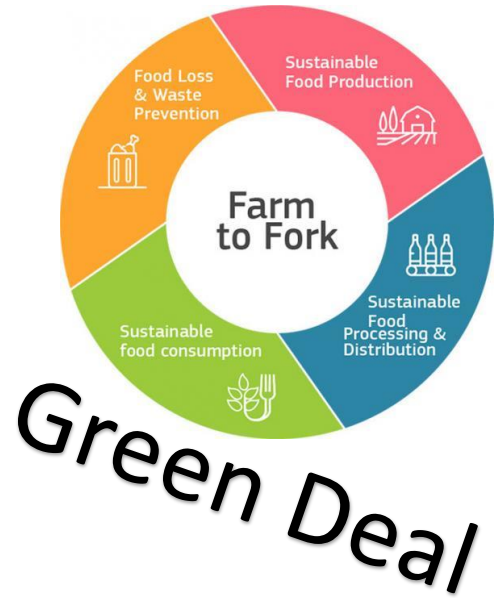 Food Loss
& Waste
Prevention
Sustainable
Food Production
Farm
to Fork
Sustainable
Food
Processing &
Distribution
Sustainable
food consumption
Green Deal